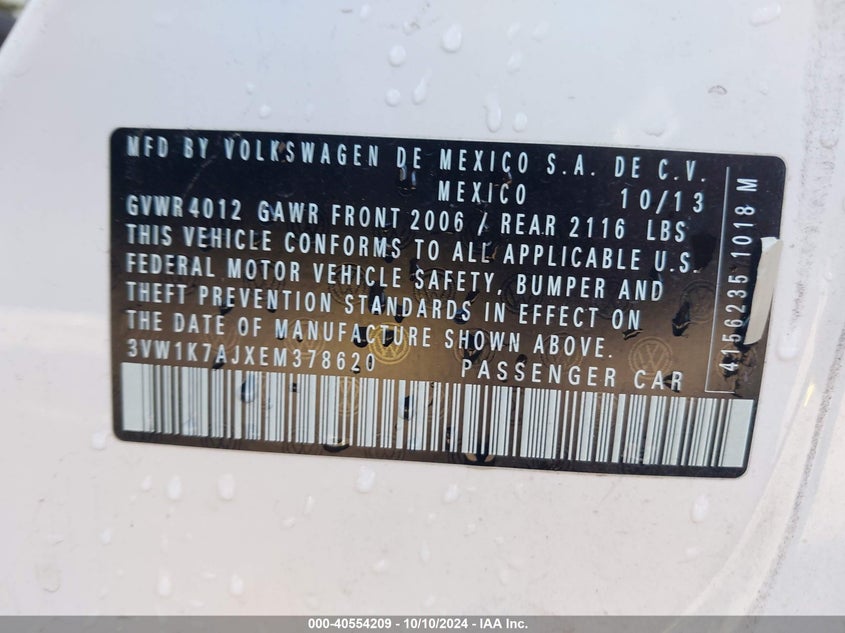 MFD BY VOLKSWAGEN DE MEXICO S.A. DE C.V.
MEXICO 10/13
GVWR 4012 GAWR FRONT 2006 / REAR 2116 LBS
THIS VEHICLE CONFORMS TO ALL APPLICABLE U.S.
FEDERAL MOTOR VEHICLE SAFETY, BUMPER AND
THEFT PREVENTION STANDARDS IN EFFECT ON
THE DATE OF MANUFACTURE SHOWN ABOVE.
3VW1K7AJXEM378620 PASSENGER CAR
4156235 1018 M
000-40554209 - 10/10/2024 - IAA Inc.